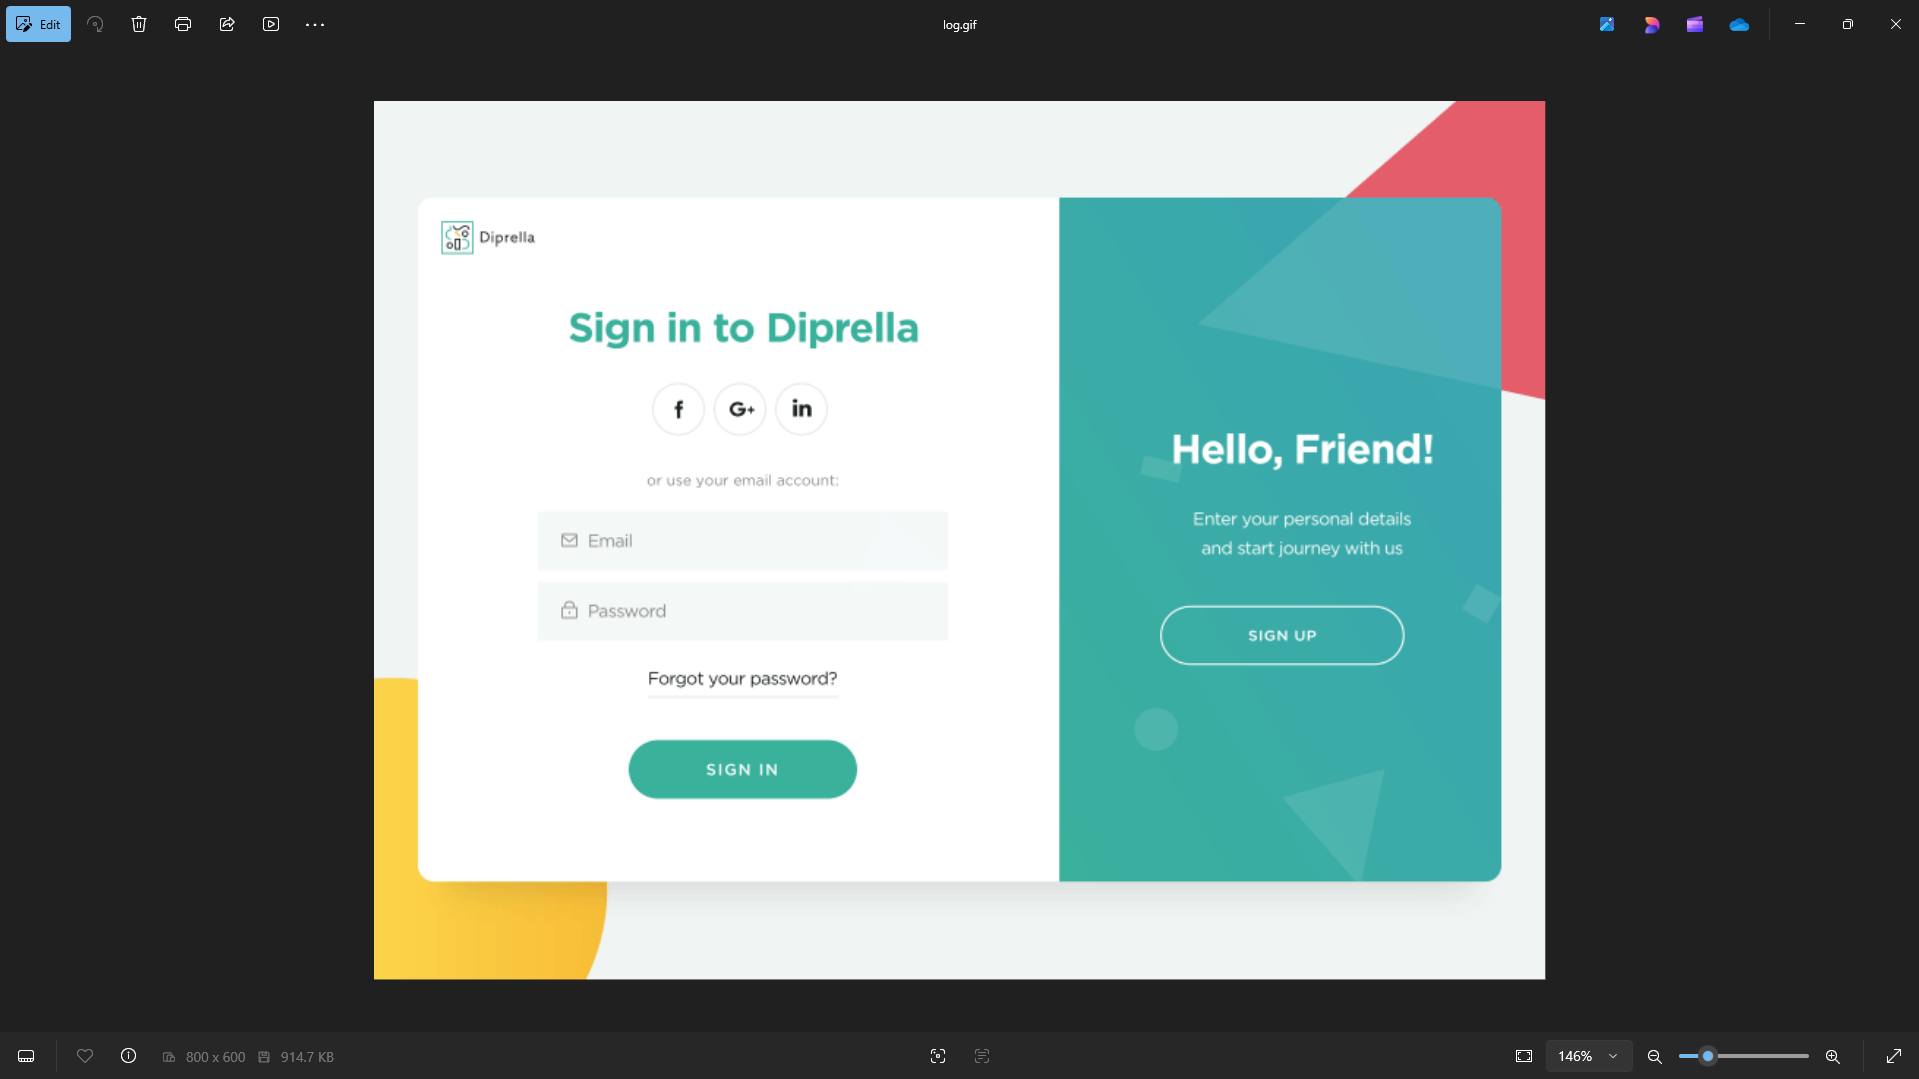 Edit
log.gif
Diprella
Sign in to Diprella
f
G+
in
or use your email account:
Email
Password
Forgot your password?
SIGN IN
Hello, Friend!
Enter your personal details
and start journey with us
SIGN UP
800 x 600
914.7 KB
146%